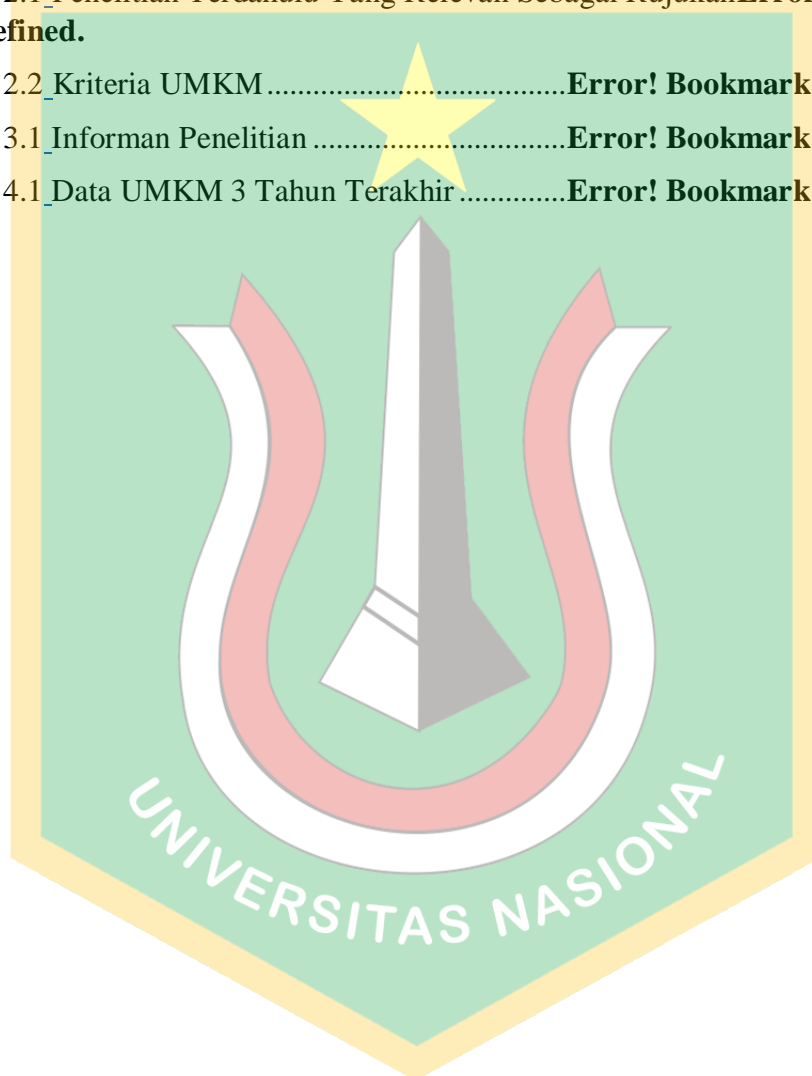 2.1 Penelitian Terdahulu Yang Relevan Sebagai RujukanError
efined.
2.2 Kriteria UMKM..................................Error! Bookmark
3.1 Informan Penelitian.............................Error! Bookmark
4.1 Data UMKM 3 Tahun Terakhir..............Error! Bookmark
UNIVERSITAS NASIONAL